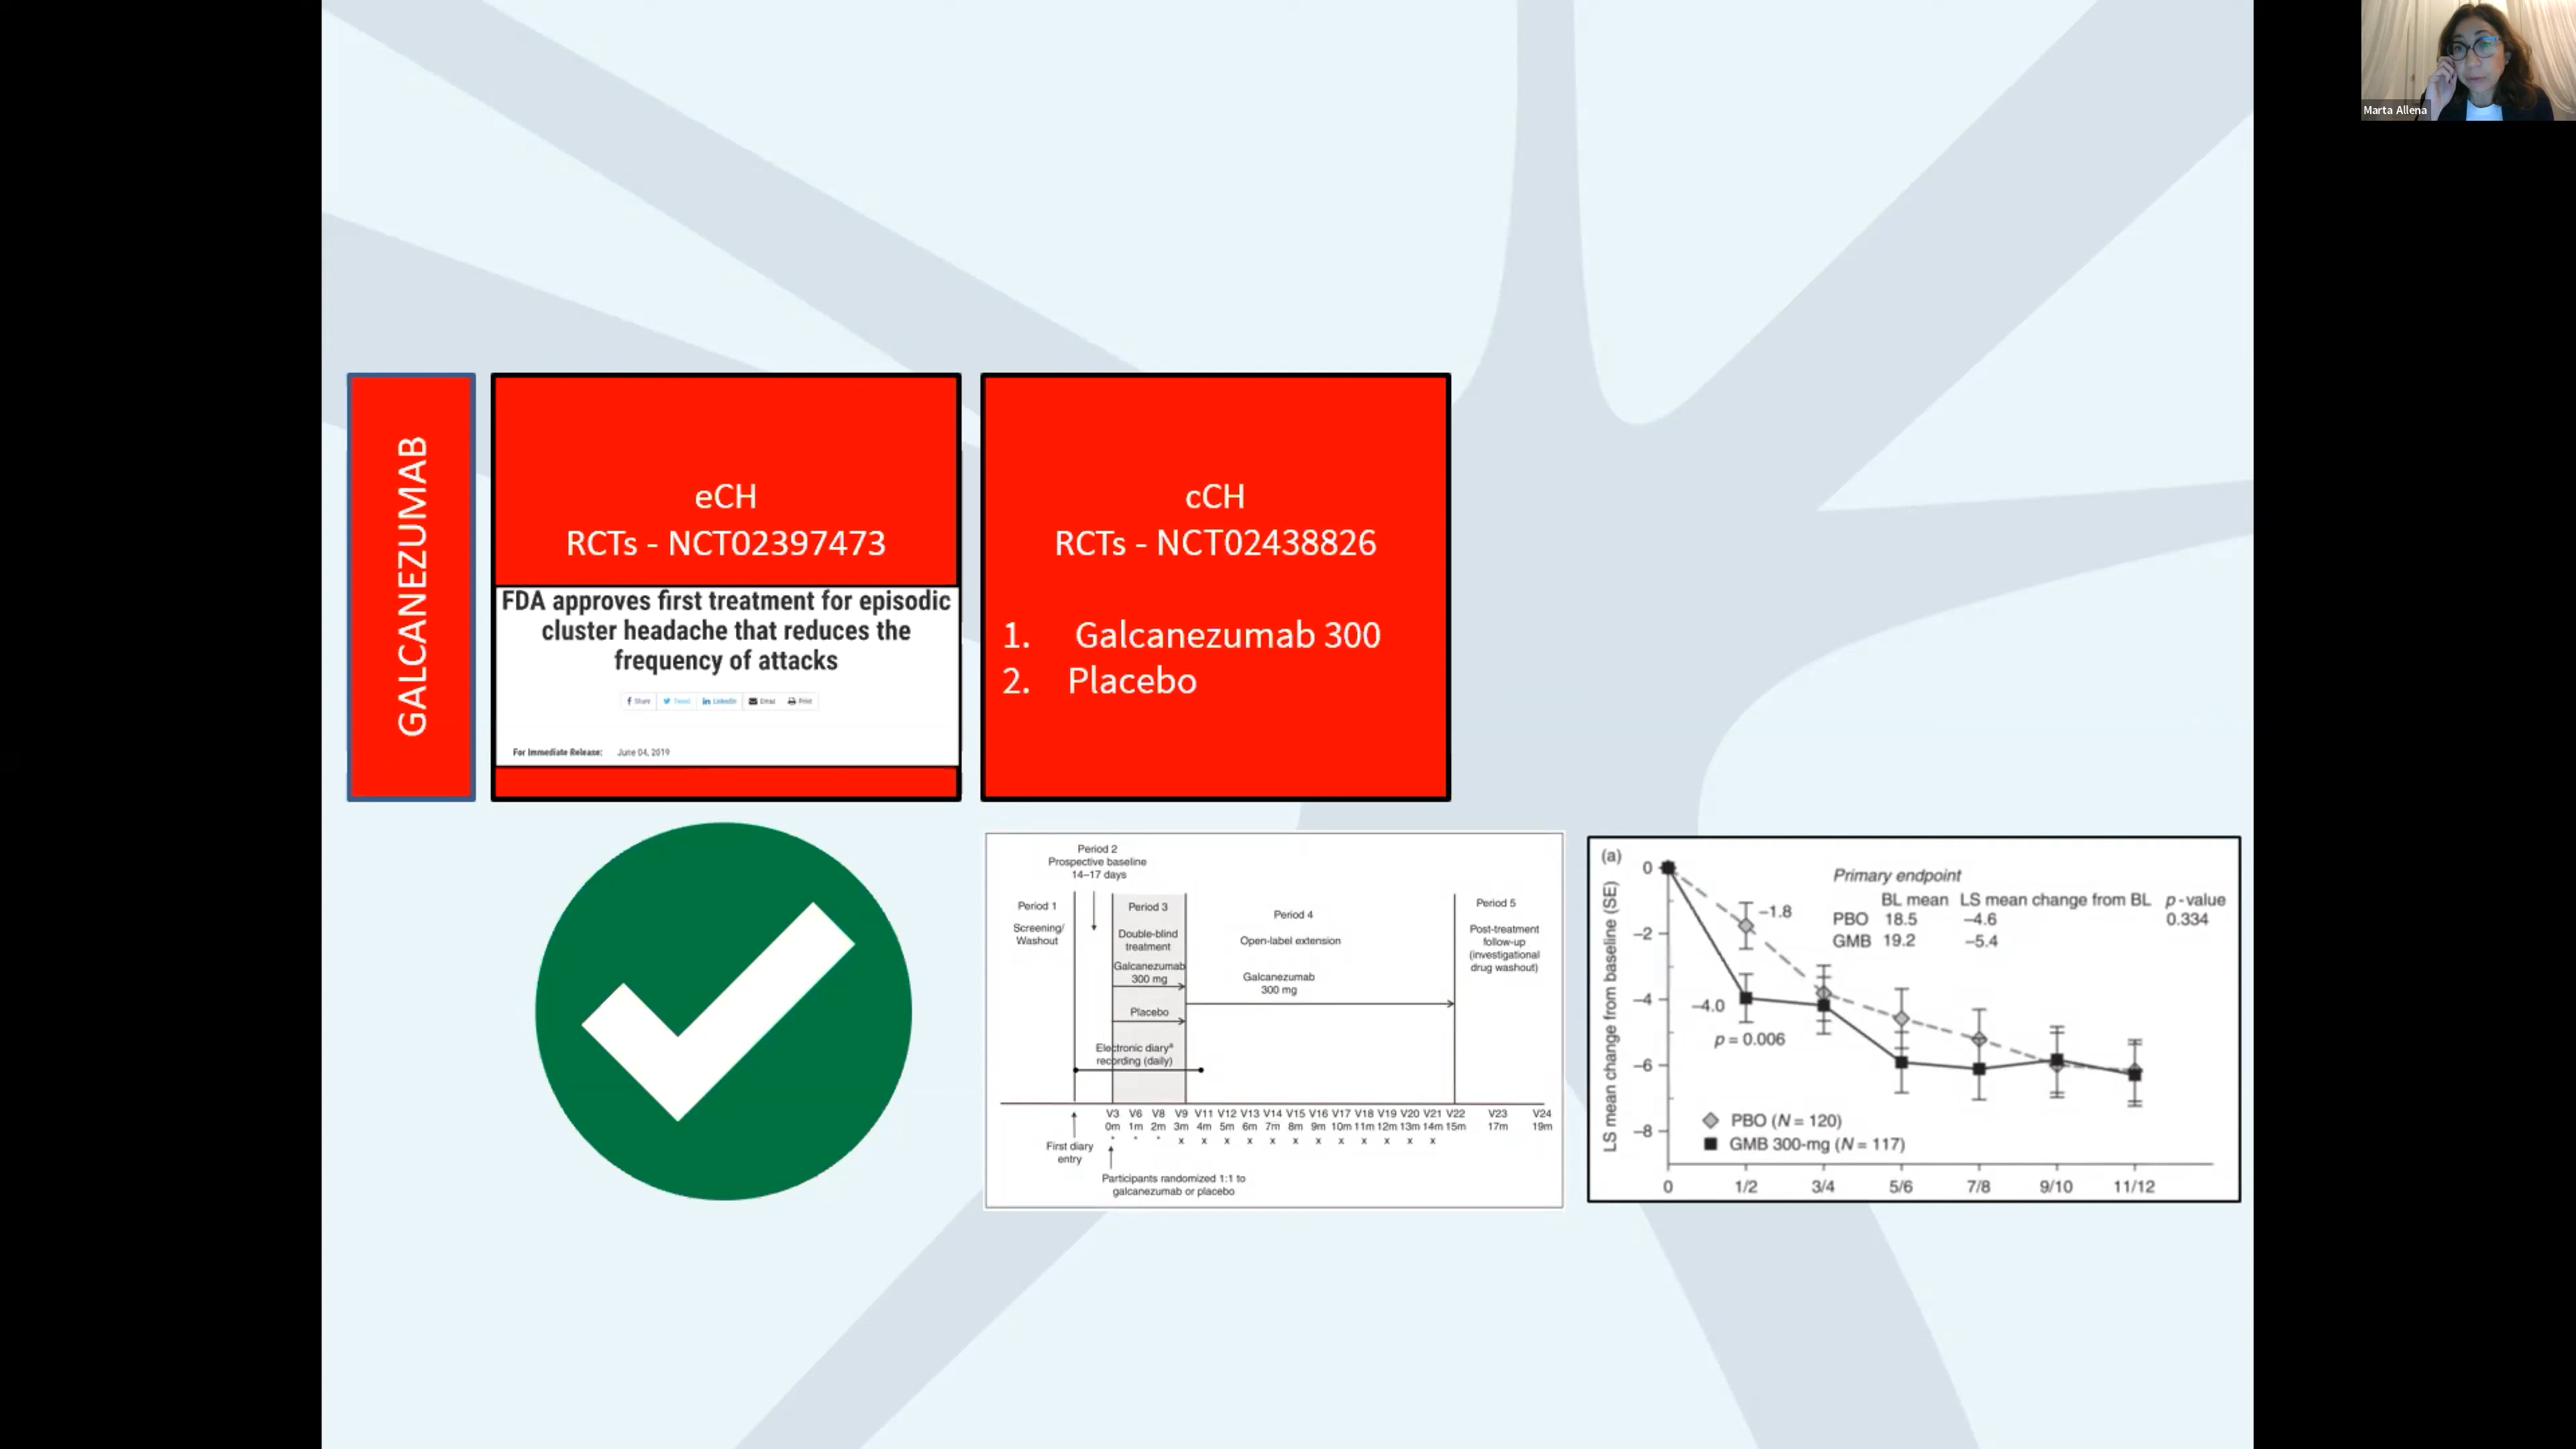 Marta Allena
GALCANEZUMAB
eCH
RCTs - NCT02397473
FDA approves first treatment for episodic
cluster headache that reduces the
frequency of attacks
Share Tweet Linkedin Email Print
For Immediate Release: June 04, 2019
cCH
RCTs - NCT02438826
1. Galcanezumab 300
2. Placebo
Period 2
Prospective baseline
14–17 days
Period 1
Screening/
Washout
Period 3
Double-blind
treatment
Galcanezumab
300 mg
Placebo
Electronic diaryª
recording (daily)
Period 4
Open-label extension
Galcanezumab
300 mg
Period 5
Post-treatment
follow-up
(investigational
drug washout)
V3 V6 V8 V9 V11 V12 V13 V14 V15 V16 V17 V18 V19 V20 V21 V22 V23 V24
0m 1m 2m 3m 4m 5m 6m 7m 8m 9m 10m 11m 12m 13m 14m 15m 17m 19m
* * * x x x x x x x x x x x x
First diary
entry
Participants randomized 1:1 to
galcanezumab or placebo
(a)
LS mean change from baseline (SE)
0
−2
−4
−6
−8
Primary endpoint
BL mean LS mean change from BL p-value
PBO 18.5 −4.6 0.334
GMB 19.2 −5.4
−1.8
−4.0
p = 0.006
PBO (N = 120)
GMB 300-mg (N = 117)
0 1/2 3/4 5/6 7/8 9/10 11/12